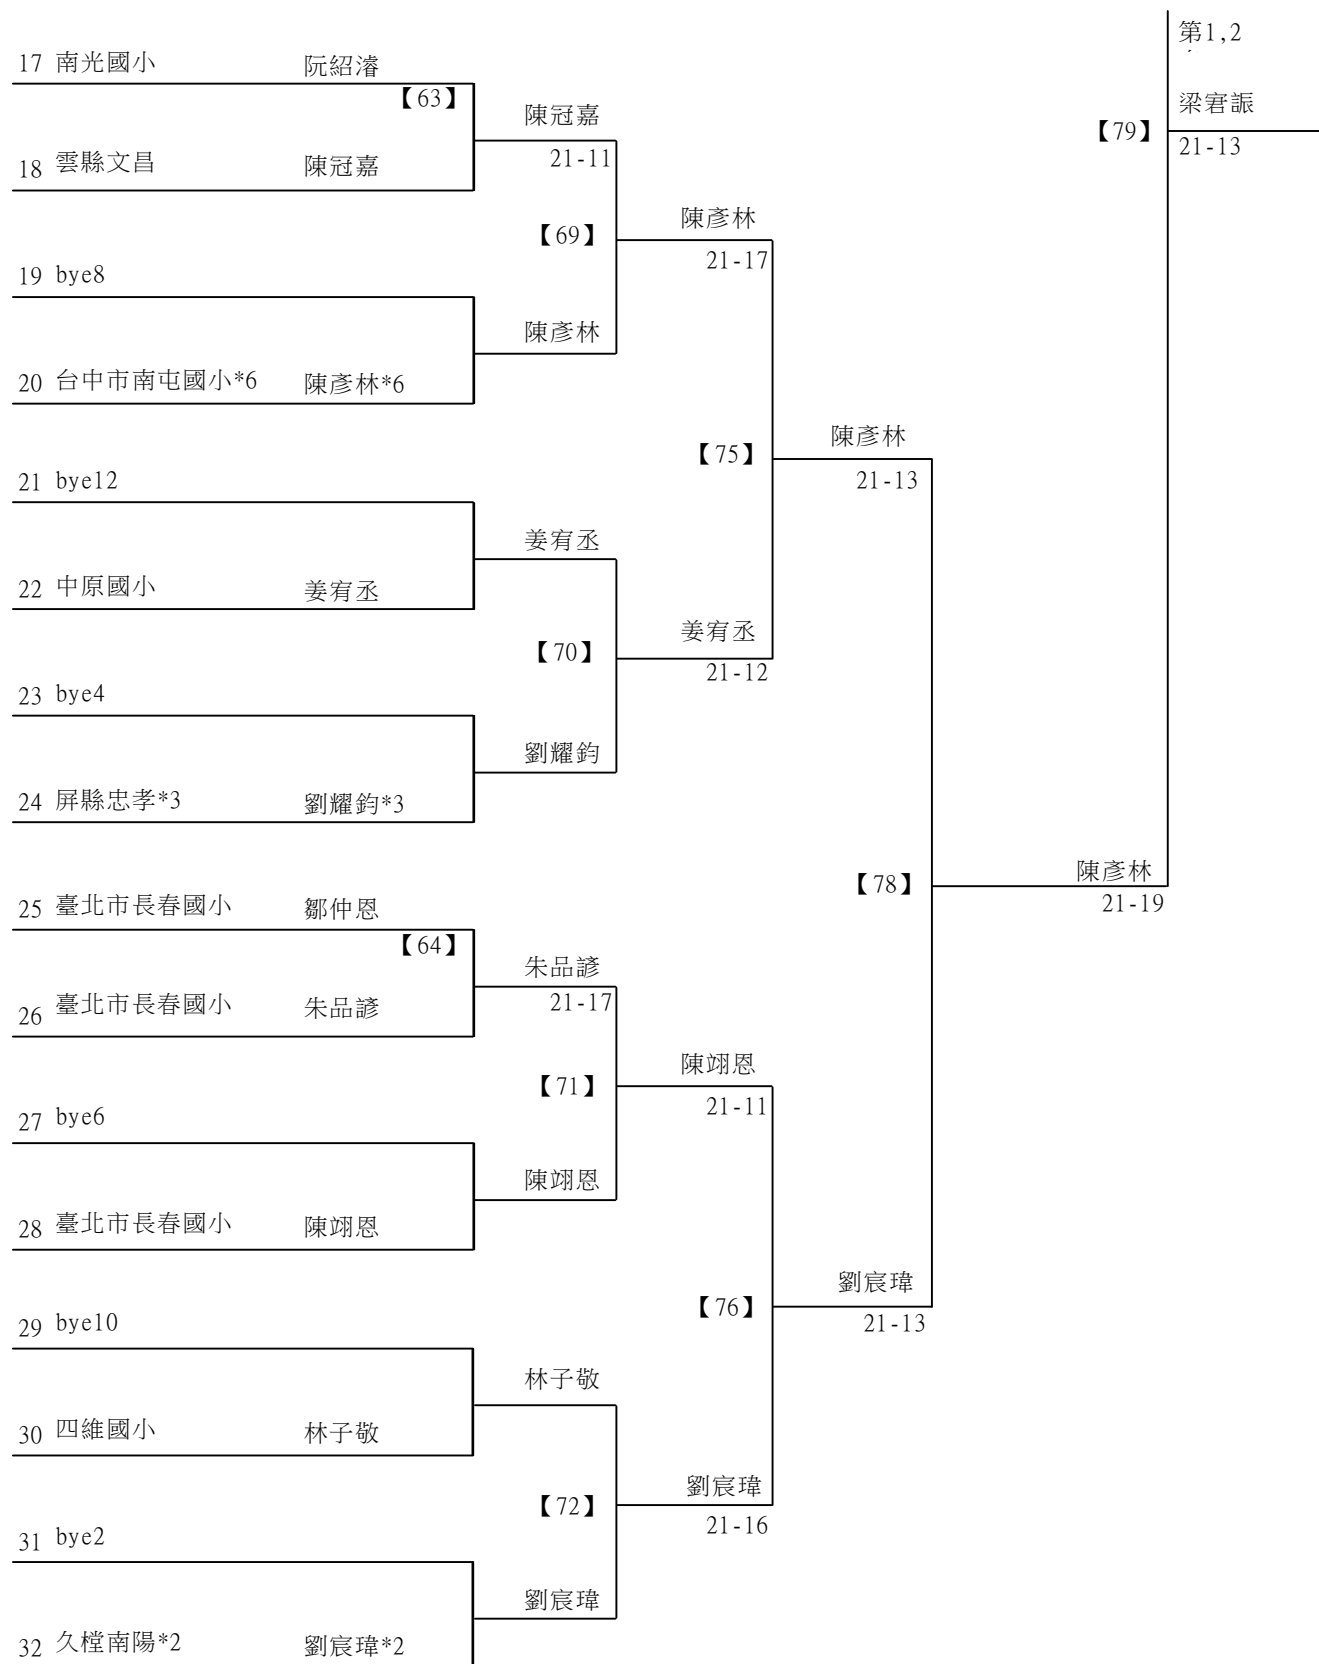 第1,2
17 南光國小 阮紹濬
【63】
陳冠嘉
梁宭誫
【79】
21-13
21-11
18 雲縣文昌 陳冠嘉
陳彥林
【69】
21-17
19 bye8
陳彥林
20 台中市南屯國小*6 陳彥林*6
陳彥林
【75】
21-13
21 bye12
姜宥丞
22 中原國小 姜宥丞
姜宥丞
【70】
21-12
23 bye4
劉耀鈞
24 屏縣忠孝*3 劉耀鈞*3
陳彥林
【78】
21-19
25 臺北市長春國小 鄒仲恩
【64】
朱品諺
21-17
26 臺北市長春國小 朱品諺
陳翊恩
【71】
21-11
27 bye6
陳翊恩
28 臺北市長春國小 陳翊恩
劉宸瑋
【76】
21-13
29 bye10
林子敬
30 四維國小 林子敬
劉宸瑋
【72】
21-16
31 bye2
劉宸瑋
32 久樘南陽*2 劉宸瑋*2